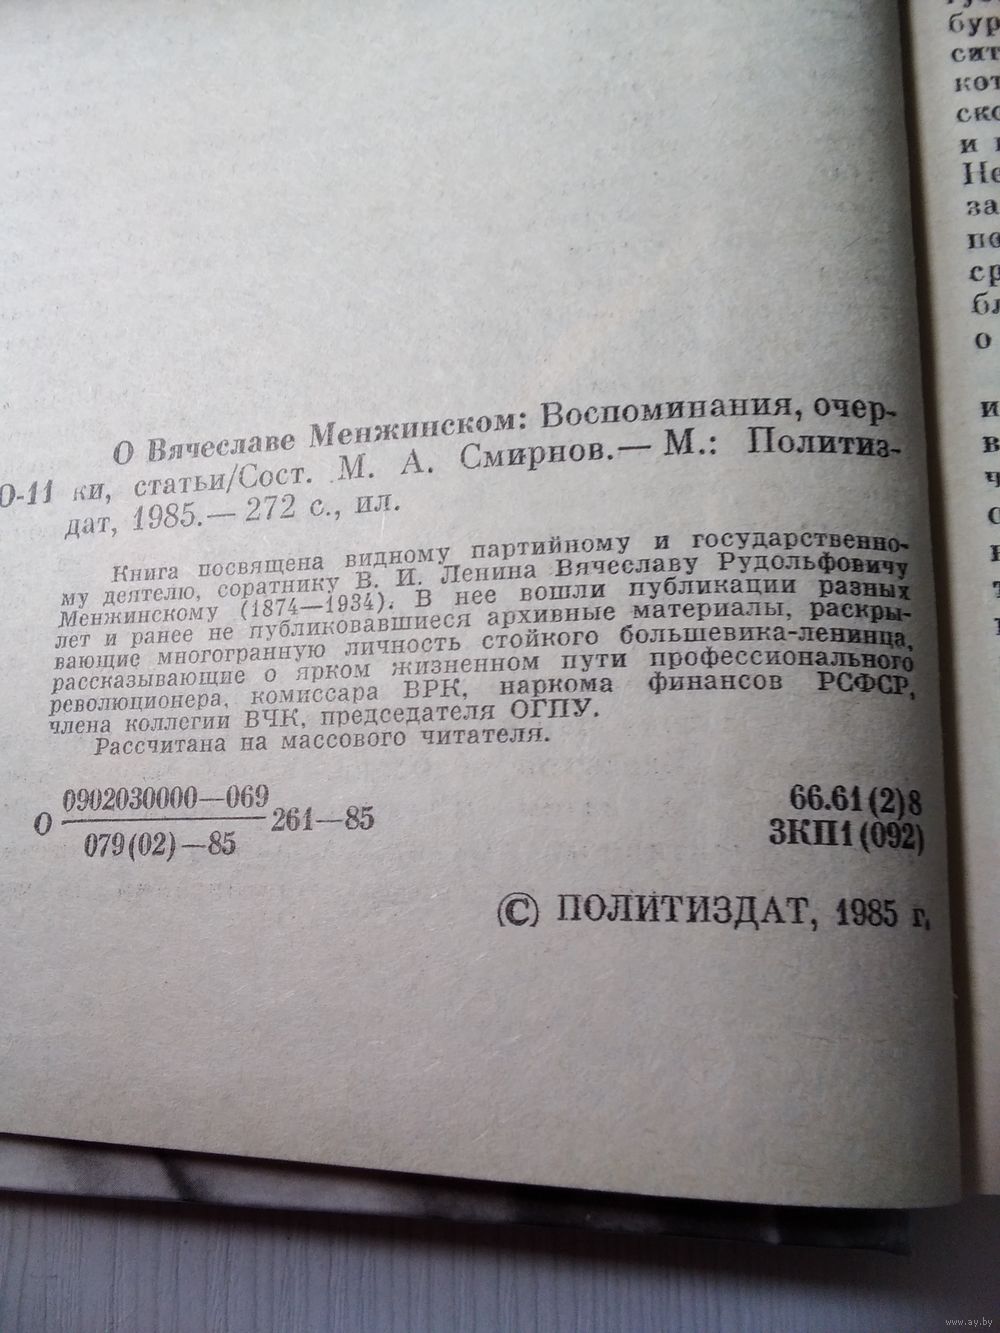 О Вячеславе Менжинском: Воспоминания, очер-
О-11 ки, статьи/Сост. М. А. Смирнов.— М.: Политиз-
дат, 1985.— 272 с., ил.
Книга посвящена видному партийному и государственно-
му деятелю, соратнику В. И. Ленина Вячеславу Рудольфовичу
Менжинскому (1874—1934). В нее вошли публикации разных
лет и ранее не публиковавшиеся архивные материалы, раскры-
вающие многогранную личность стойкого большевика-ленинца,
рассказывающие о ярком жизненном пути профессионального
революционера, комиссара ВРК, наркома финансов РСФСР,
члена коллегии ВЧК, председателя ОГПУ.
Рассчитана на массового читателя.
О 0902030000—069
079(02)—85
261—85
66.61(2)8
3КП1(092)
© ПОЛИТИЗДАТ, 1985 г.
бур
сит
кот
ско
и
Не
за
по
ср
бл
о
и
в
ч
www.ay.by